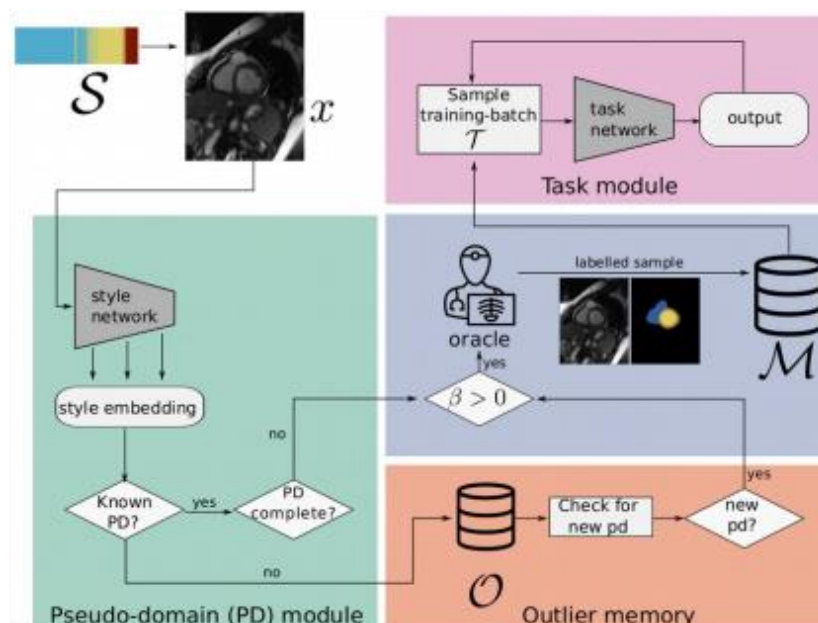 S
x
Sample
training-batch
T
task
network
output
Task module
style
network
style embedding
Known
PD?
yes
PD
complete?
no
no
Pseudo-domain (PD) module
labelled sample
oracle
yes
β > 0
M
yes
O
Check for
new pd
new
pd?
Outlier memory